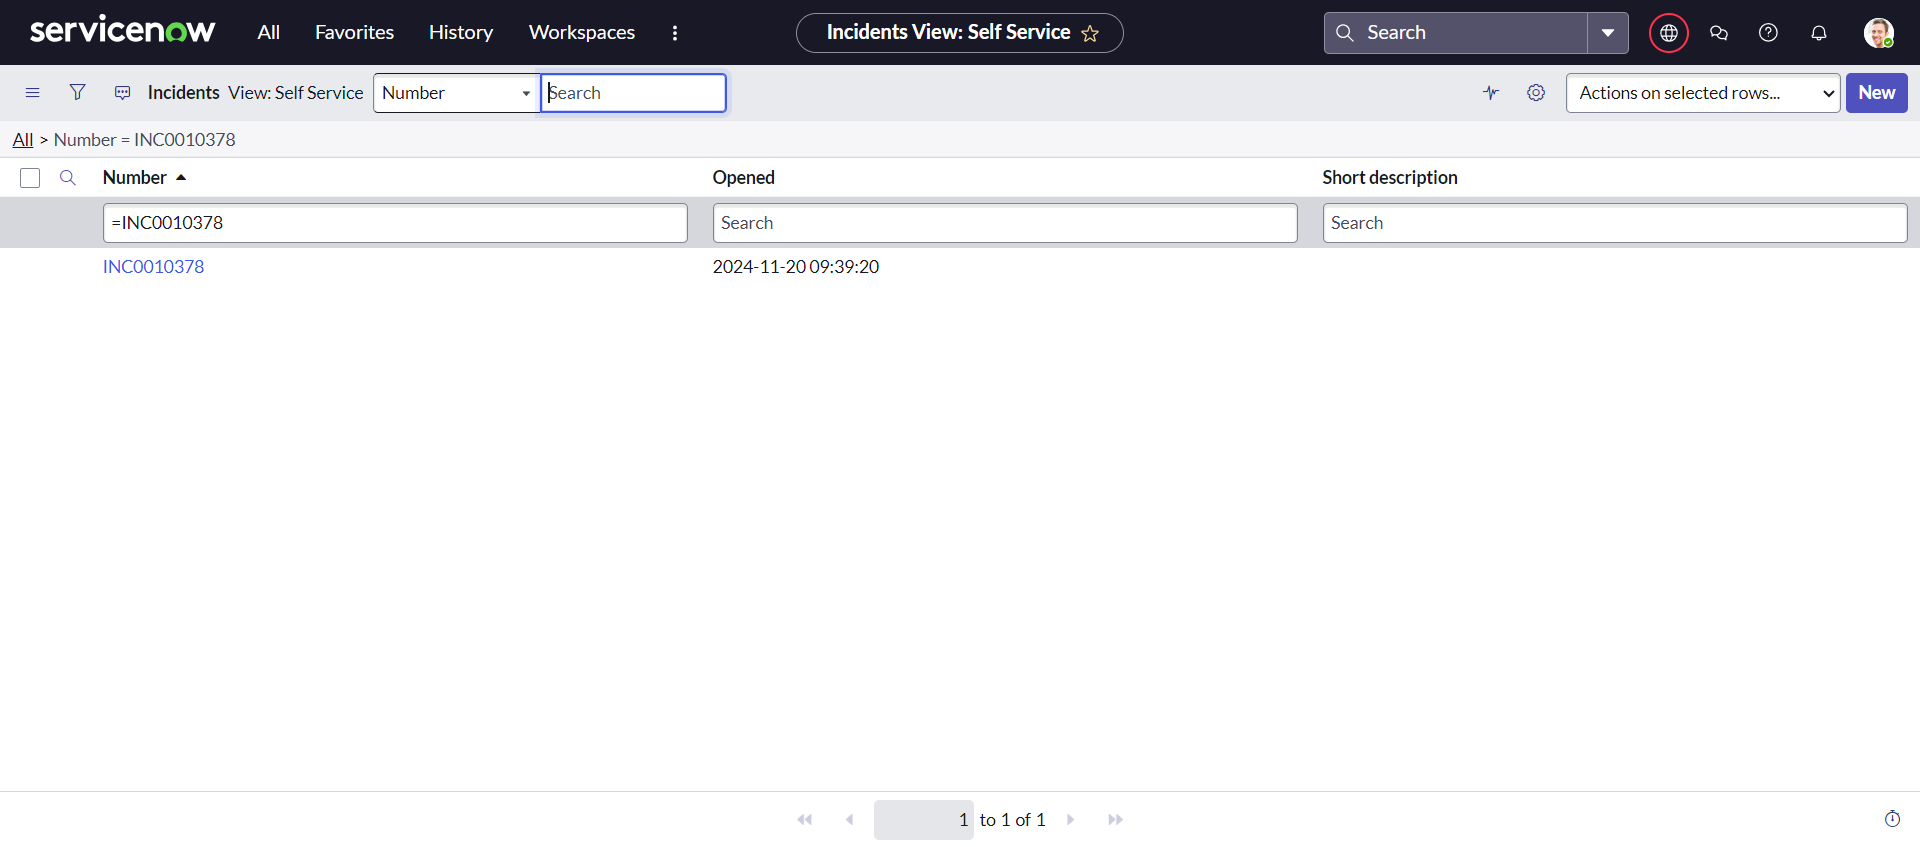 servicenow All Favorites History Workspaces Incidents View: Self Service Search
Incidents View: Self Service Number Search Actions on selected rows... New
All > Number = INC0010378
Number Opened Short description
=INC0010378 Search Search
INC0010378 2024-11-20 09:39:20
1 to 1 of 1